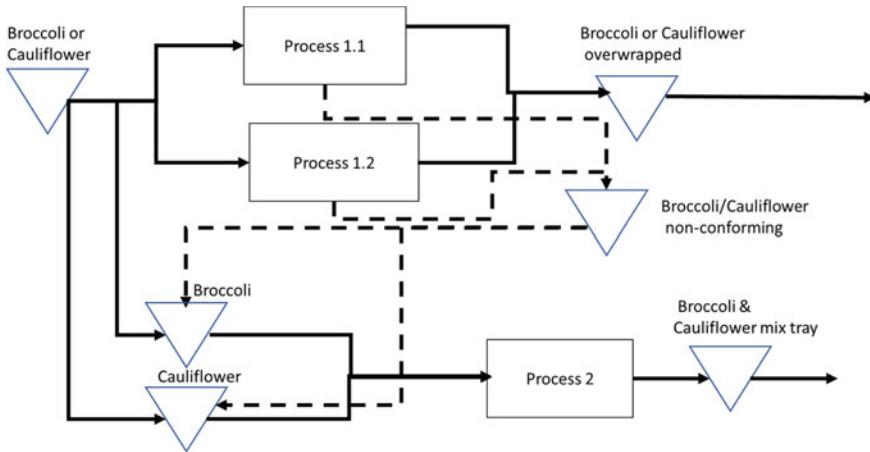 Broccoli or
Cauliflower
Process 1.1
Broccoli or Cauliflower
overwrapped
Process 1.2
Broccoli/Cauliflower
non-conforming
Broccoli
Broccoli &
Cauliflower mix tray
Cauliflower
Process 2